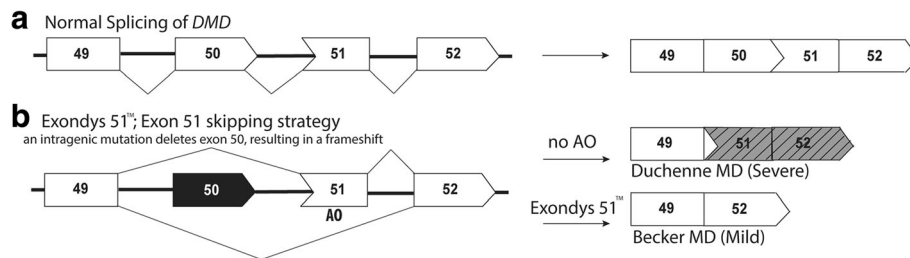 a Normal Splicing of DMD
49 50 51 52 49 50 51 52
b Exondys 51™; Exon 51 skipping strategy
an intragenic mutation deletes exon 50, resulting in a frameshift
no AO
49 51 52
Duchenne MD (Severe)
49 50 51 52
AO
Exondys 51™
49 52
Becker MD (Mild)